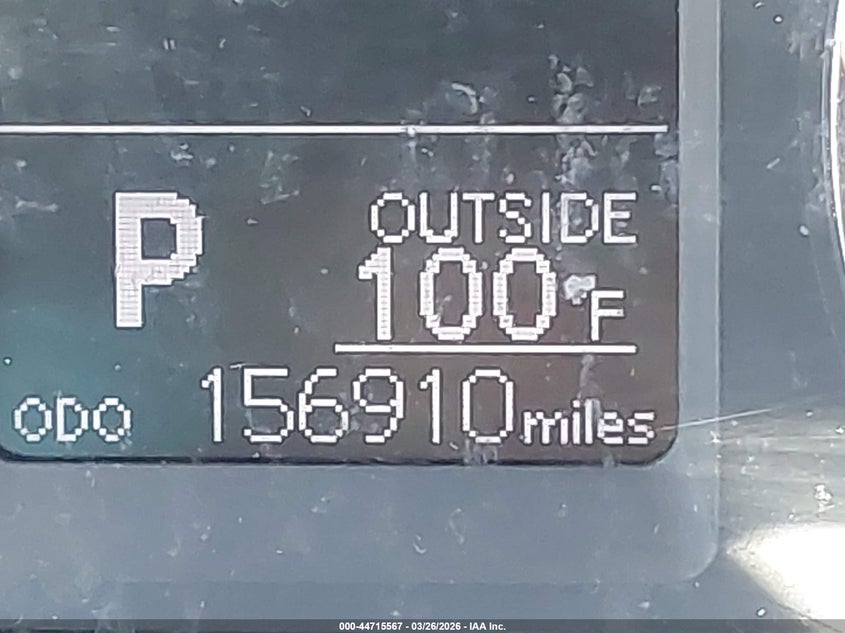 P
OUTSIDE
100°F
ODO 156910 miles
000-44715567 - 03/26/2026 - IAA Inc.